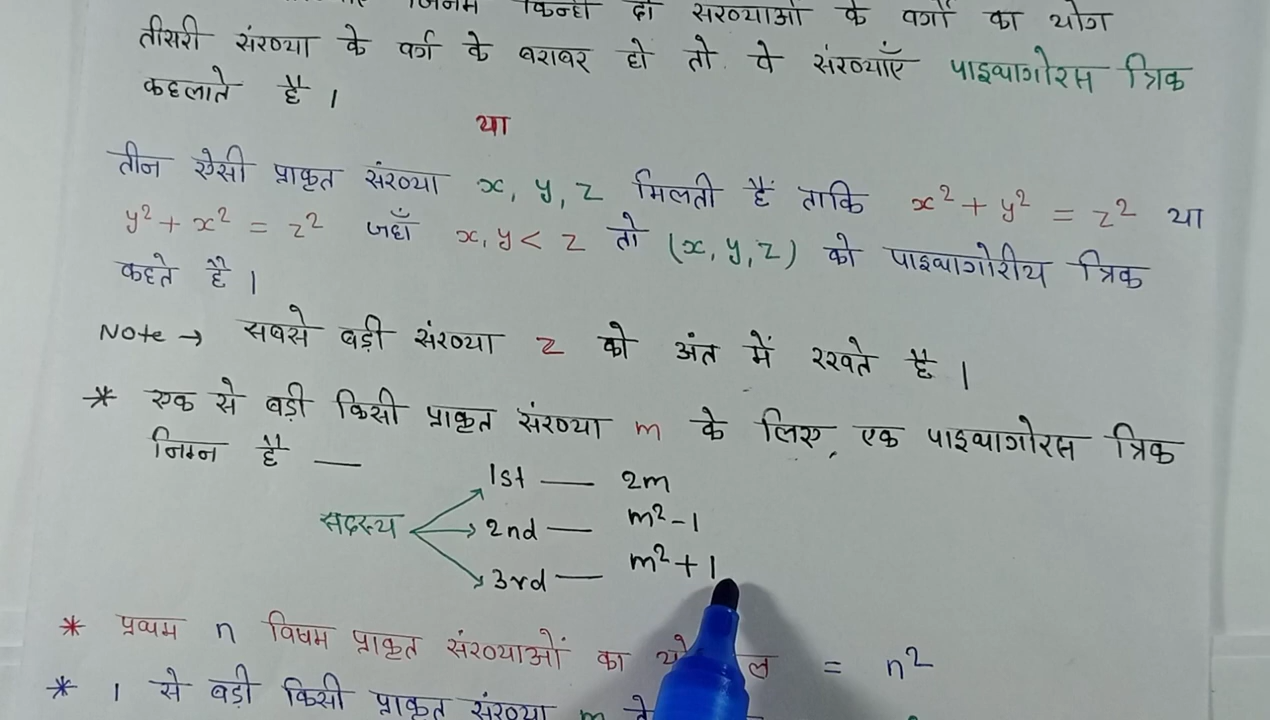 जिनमें किन्हीं दो संख्याओं के वर्गों का योग
तीसरी संख्या के वर्ग के बराबर हो तो वे संख्याएँ पाइथागोरस त्रिक
कहलाते है ।
या
तीन ऐसी प्राकृत संख्या x, y, z मिलती हैं ताकि x² + y² = z² या
y² + x² = z² जहाँ x, y < z तो (x, y, z) को पाइथागोरीय त्रिक
कहते है ।
Note → सबसे बड़ी संख्या z को अंत में रखते है ।
* एक से बड़ी किसी प्राकृत संख्या m के लिए, एक पाइथागोरस त्रिक
निम्न है —
1st — 2m
सदस्य 2nd — m² - 1
3rd — m² + 1
* प्रथम n विषम प्राकृत संख्याओं का = n²
* 1 से बड़ी किसी प्राकृत संख्या m